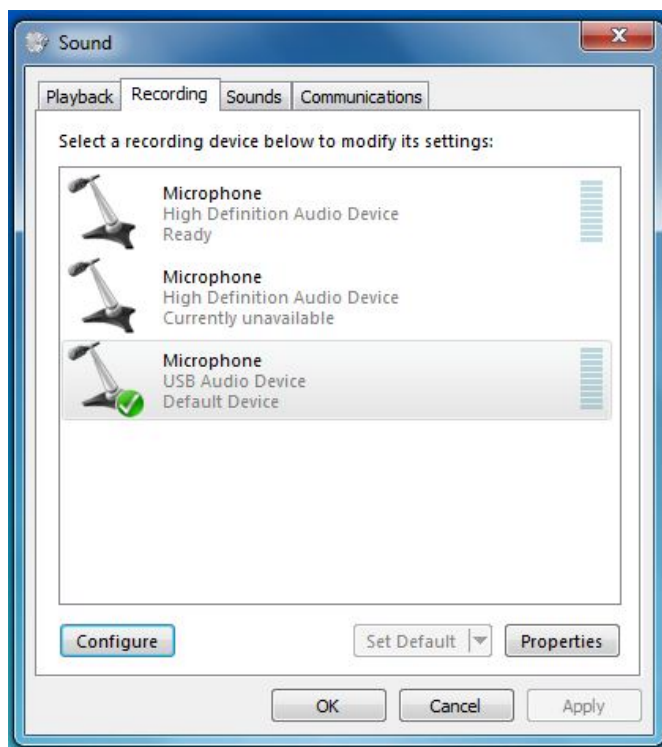 Sound
Playback
Recording
Sounds
Communications
Select a recording device below to modify its settings:
Microphone
High Definition Audio Device
Ready
Microphone
High Definition Audio Device
Currently unavailable
Microphone
USB Audio Device
Default Device
Configure
Set Default
Properties
OK
Cancel
Apply